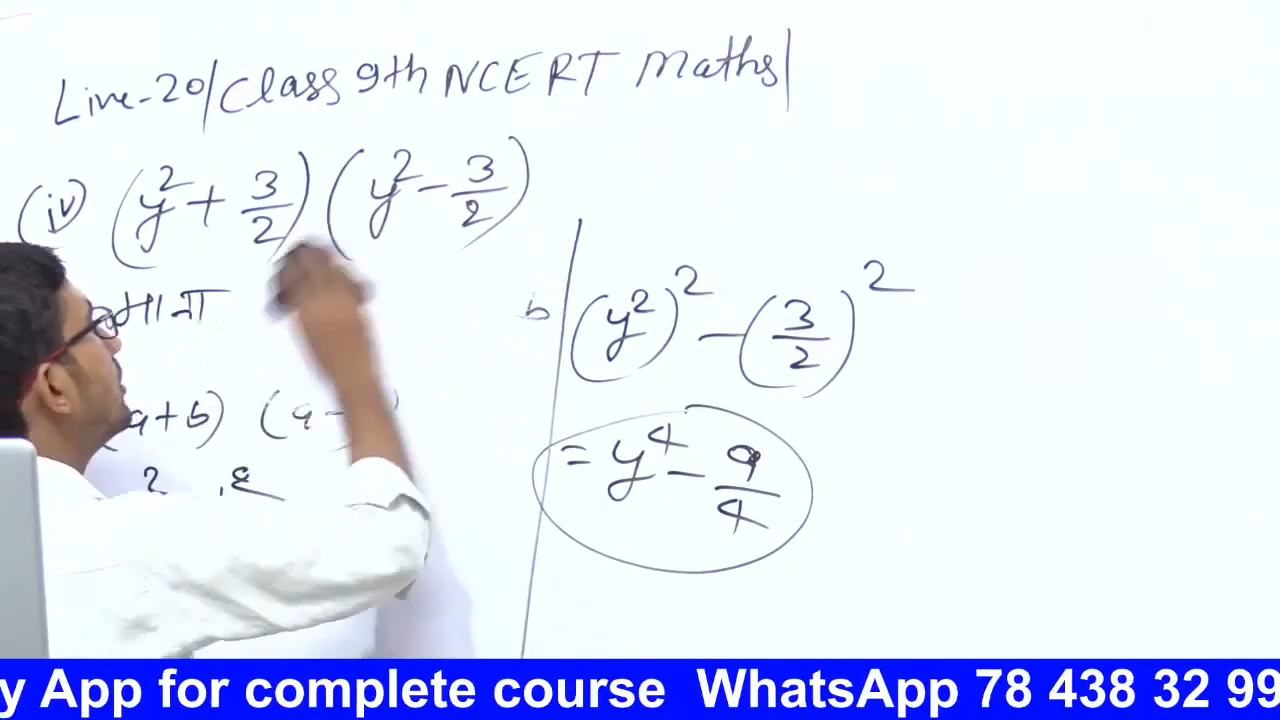 Live-20/Class 9th NCERT Maths/
(iv) (y² + 3/2) (y² - 3/2)
माना
(a+b) (a-
b
(y²)² - (3/2)²
= y⁴ - 9/4
y App for complete course WhatsApp 78 438 32 99